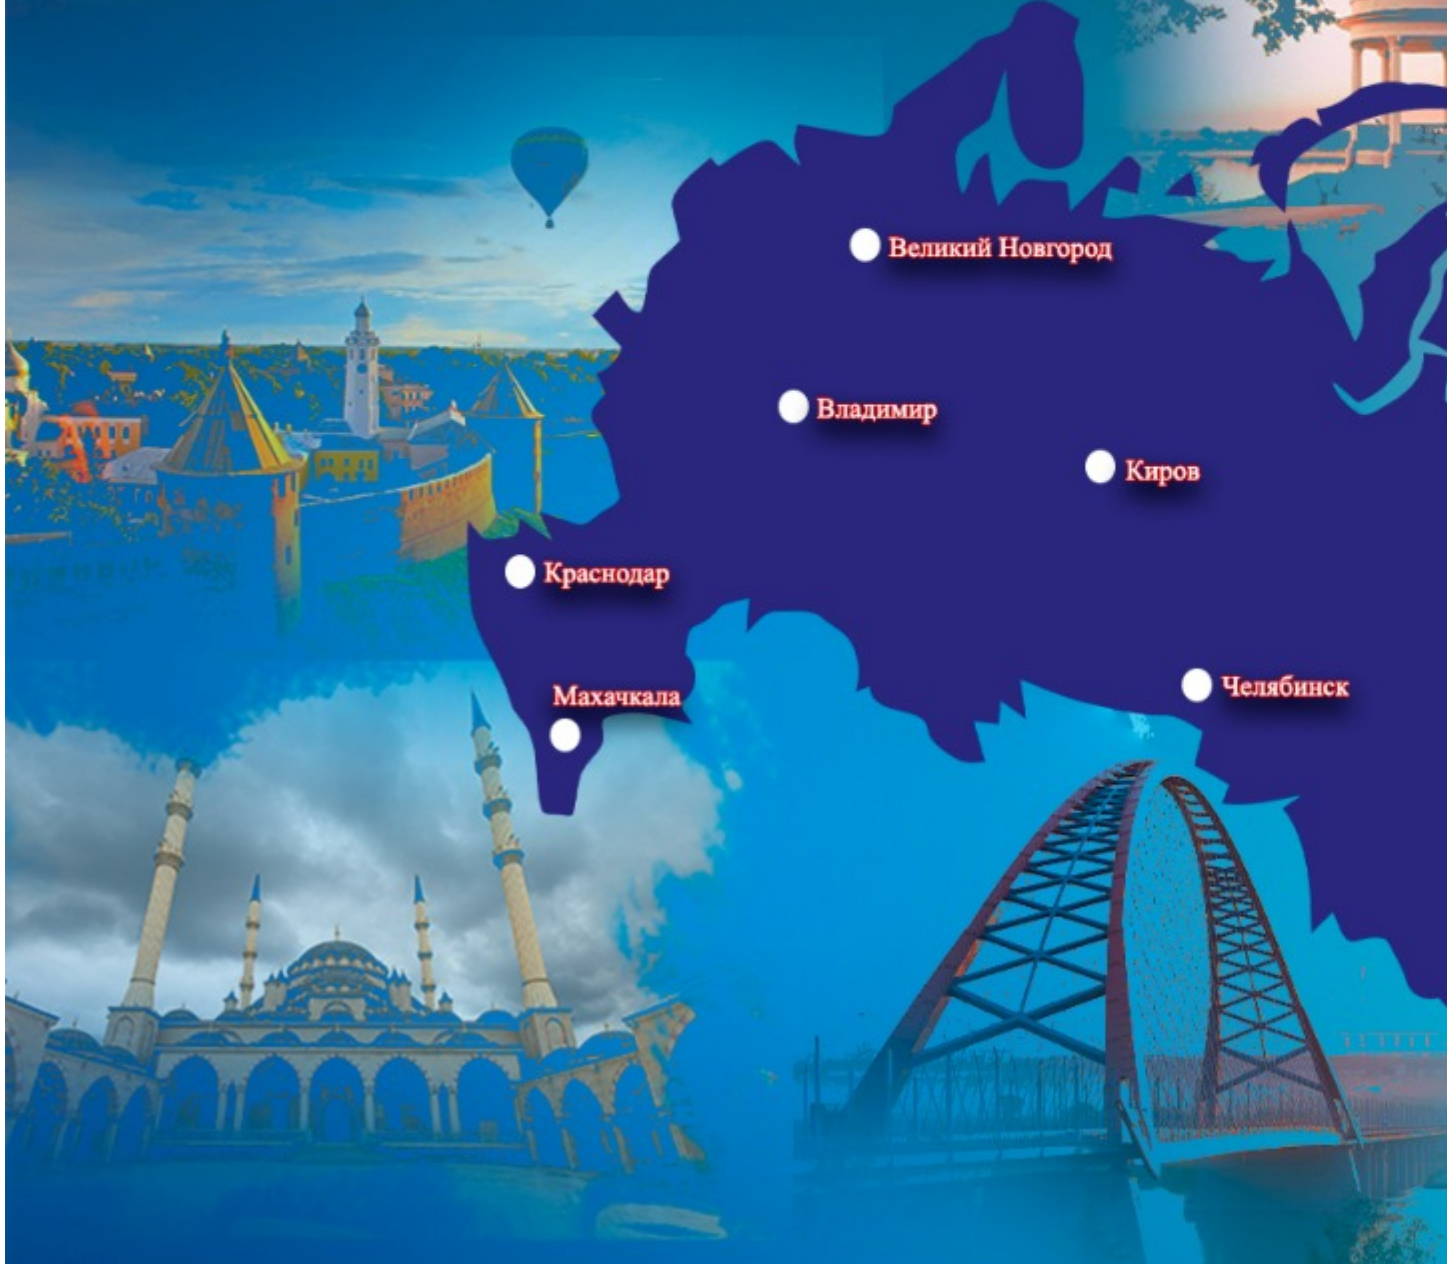 Великий Новгород
Владимир
Киров
Краснодар
Челябинск
Махачкала